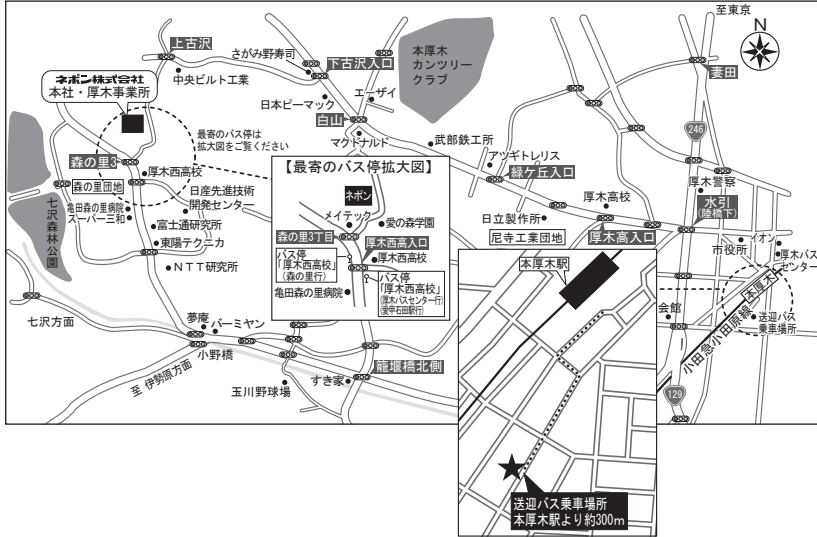 至東京
N
上古沢
さがみ野寿司
下古沢入口
本厚木
カンツリー
クラブ
妻田
ネポン株式会社
本社・厚木事業所
中央ビルト工業
日本ピーマック
エーザイ
白山
マクドナルド
武部鉄工所
246
最寄のバス停は
拡大図をご覧ください
アツギトレリス
緑ケ丘入口
厚木警察
森の里3
厚木西高校
森の里団地
日産先進技術
開発センター
亀田森の里病院
スーパー三和
富士通研究所
東陽テクニカ
NTT研究所
七沢森林公園
【最寄のバス停拡大図】
ネポン
メイテック
愛の森学園
森の里3丁目
厚木西高入口
厚木西高校
バス停
「厚木西高校」
(森の里行)
バス停
「厚木西高校」
(厚木バスセンター行)
(愛甲石田駅行)
亀田森の里病院
厚木高校
日立製作所
尼寺工業団地
厚木高入口
水引
(陸橋下)
市役所
イオン
厚木バス
センター
本厚木
会館
送迎バス
乗車場所
小田急小田原線
129
七沢方面
夢庵
バーミヤン
小野橋
至 伊勢原方面
玉川野球場
すき家
籠堰橋北側
本厚木駅
送迎バス乗車場所
本厚木駅より約300m